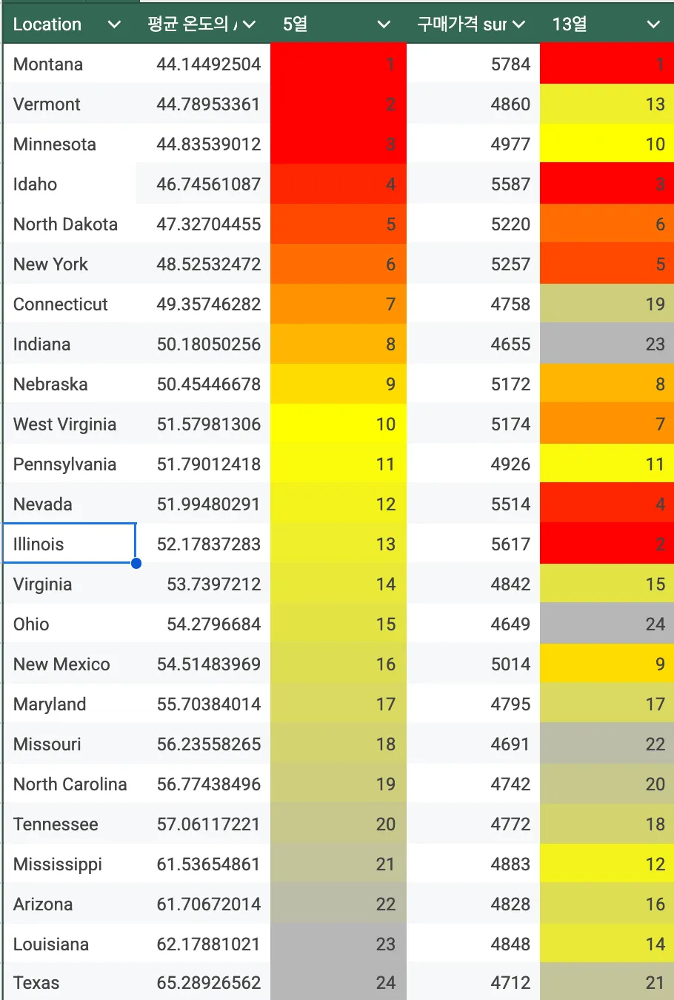 Location 평균 온도의 5열 구매가격 sum 13열
Montana 44.14492504 1 5784 1
Vermont 44.78953361 2 4860 13
Minnesota 44.83539012 3 4977 10
Idaho 46.74561087 4 5587 3
North Dakota 47.32704455 5 5220 6
New York 48.52532472 6 5257 5
Connecticut 49.35746282 7 4758 19
Indiana 50.18050256 8 4655 23
Nebraska 50.45446678 9 5172 8
West Virginia 51.57981306 10 5174 7
Pennsylvania 51.79012418 11 4926 11
Nevada 51.99480291 12 5514 4
Illinois 52.17837283 13 5617 2
Virginia 53.7397212 14 4842 15
Ohio 54.2796684 15 4649 24
New Mexico 54.51483969 16 5014 9
Maryland 55.70384014 17 4795 17
Missouri 56.23558265 18 4691 22
North Carolina 56.77438496 19 4742 20
Tennessee 57.06117221 20 4772 18
Mississippi 61.53654861 21 4883 12
Arizona 61.70672014 22 4828 16
Louisiana 62.17881021 23 4848 14
Texas 65.28926562 24 4712 21